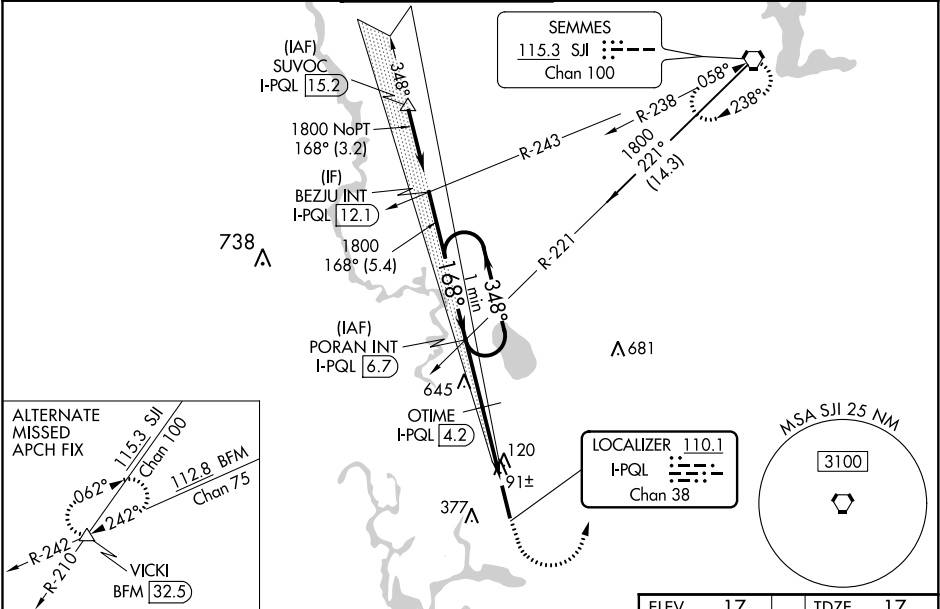 SEMMES
115.3 SJI
Chan 100
(IAF)
SUVOC
I-PQL 15.2
348°
058°
238°
R-238
R-243
1800 NoPT
168° (3.2)
1800
221°
(14.3)
(IF)
BEZJU INT
I-PQL 12.1
R-221
738
1800
168° (5.4)
168°
1 min
348°
(IAF)
PORAN INT
I-PQL 6.7
681
645
OTIME
I-PQL 4.2
120
91±
377
LOCALIZER 110.1
I-PQL
Chan 38
MSA SJI 25 NM
3100
ALTERNATE
MISSED
APCH FIX
115.3 SJI
Chan 100
112.8 BFM
Chan 75
062°
242°
R-242
R-210
VICKI
BFM 32.5
ELEV 17
TDZE 17